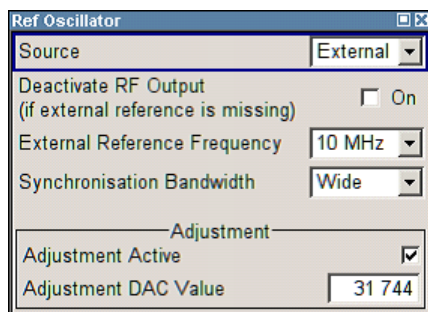 Ref Oscillator
Source External
Deactivate RF Output
(if external reference is missing) On
External Reference Frequency 10 MHz
Synchronisation Bandwidth Wide
Adjustment
Adjustment Active
Adjustment DAC Value 31 744